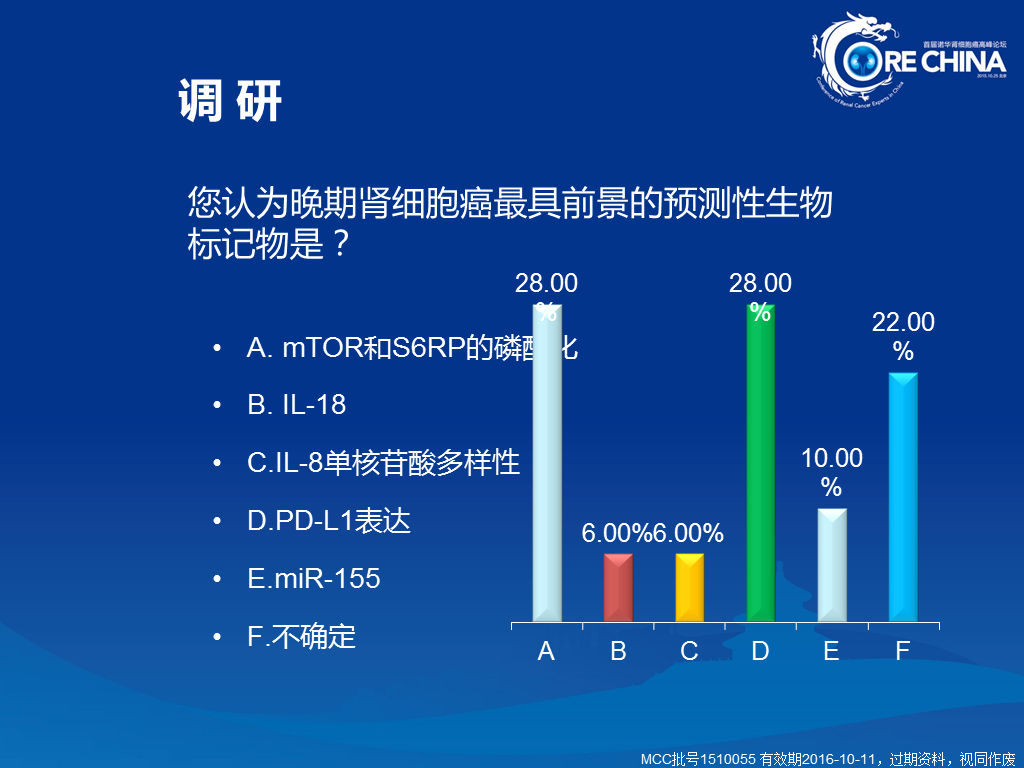 首届诺华肾细胞癌高峰论坛
CORE CHINA
2015.10.25 北京
Conference of Renal Cancer Experts in China
调 研
您认为晚期肾细胞癌最具前景的预测性生物
标记物是？
• A. mTOR和S6RP的磷酸化
• B. IL-18
• C.IL-8单核苷酸多样性
• D.PD-L1表达
• E.miR-155
• F.不确定
28.00
%
6.00%
6.00%
28.00
%
10.00
%
22.00
%
A B C D E F
MCC批号1510055 有效期2016-10-11，过期资料，视同作废